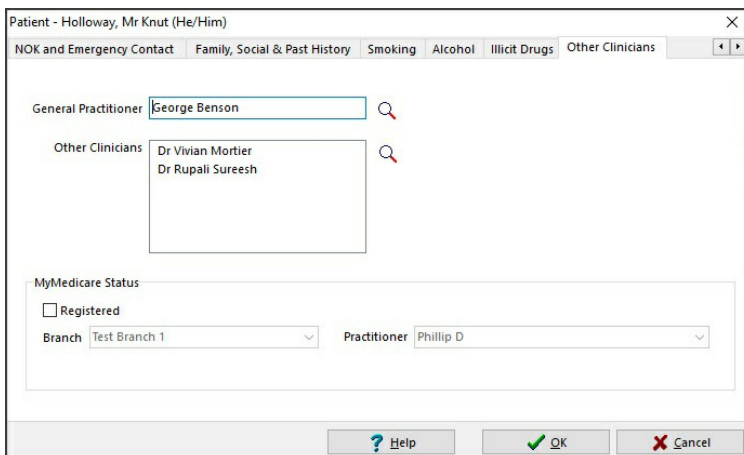 Patient - Holloway, Mr Knut (He/Him)
NOK and Emergency Contact Family, Social & Past History Smoking Alcohol Illicit Drugs Other Clinicians
General Practitioner George Benson
Other Clinicians Dr Vivian Mortier
Dr Rupali Sureesh
MyMedicare Status
Registered
Branch Test Branch 1 Practitioner Phillip D
? Help OK Cancel